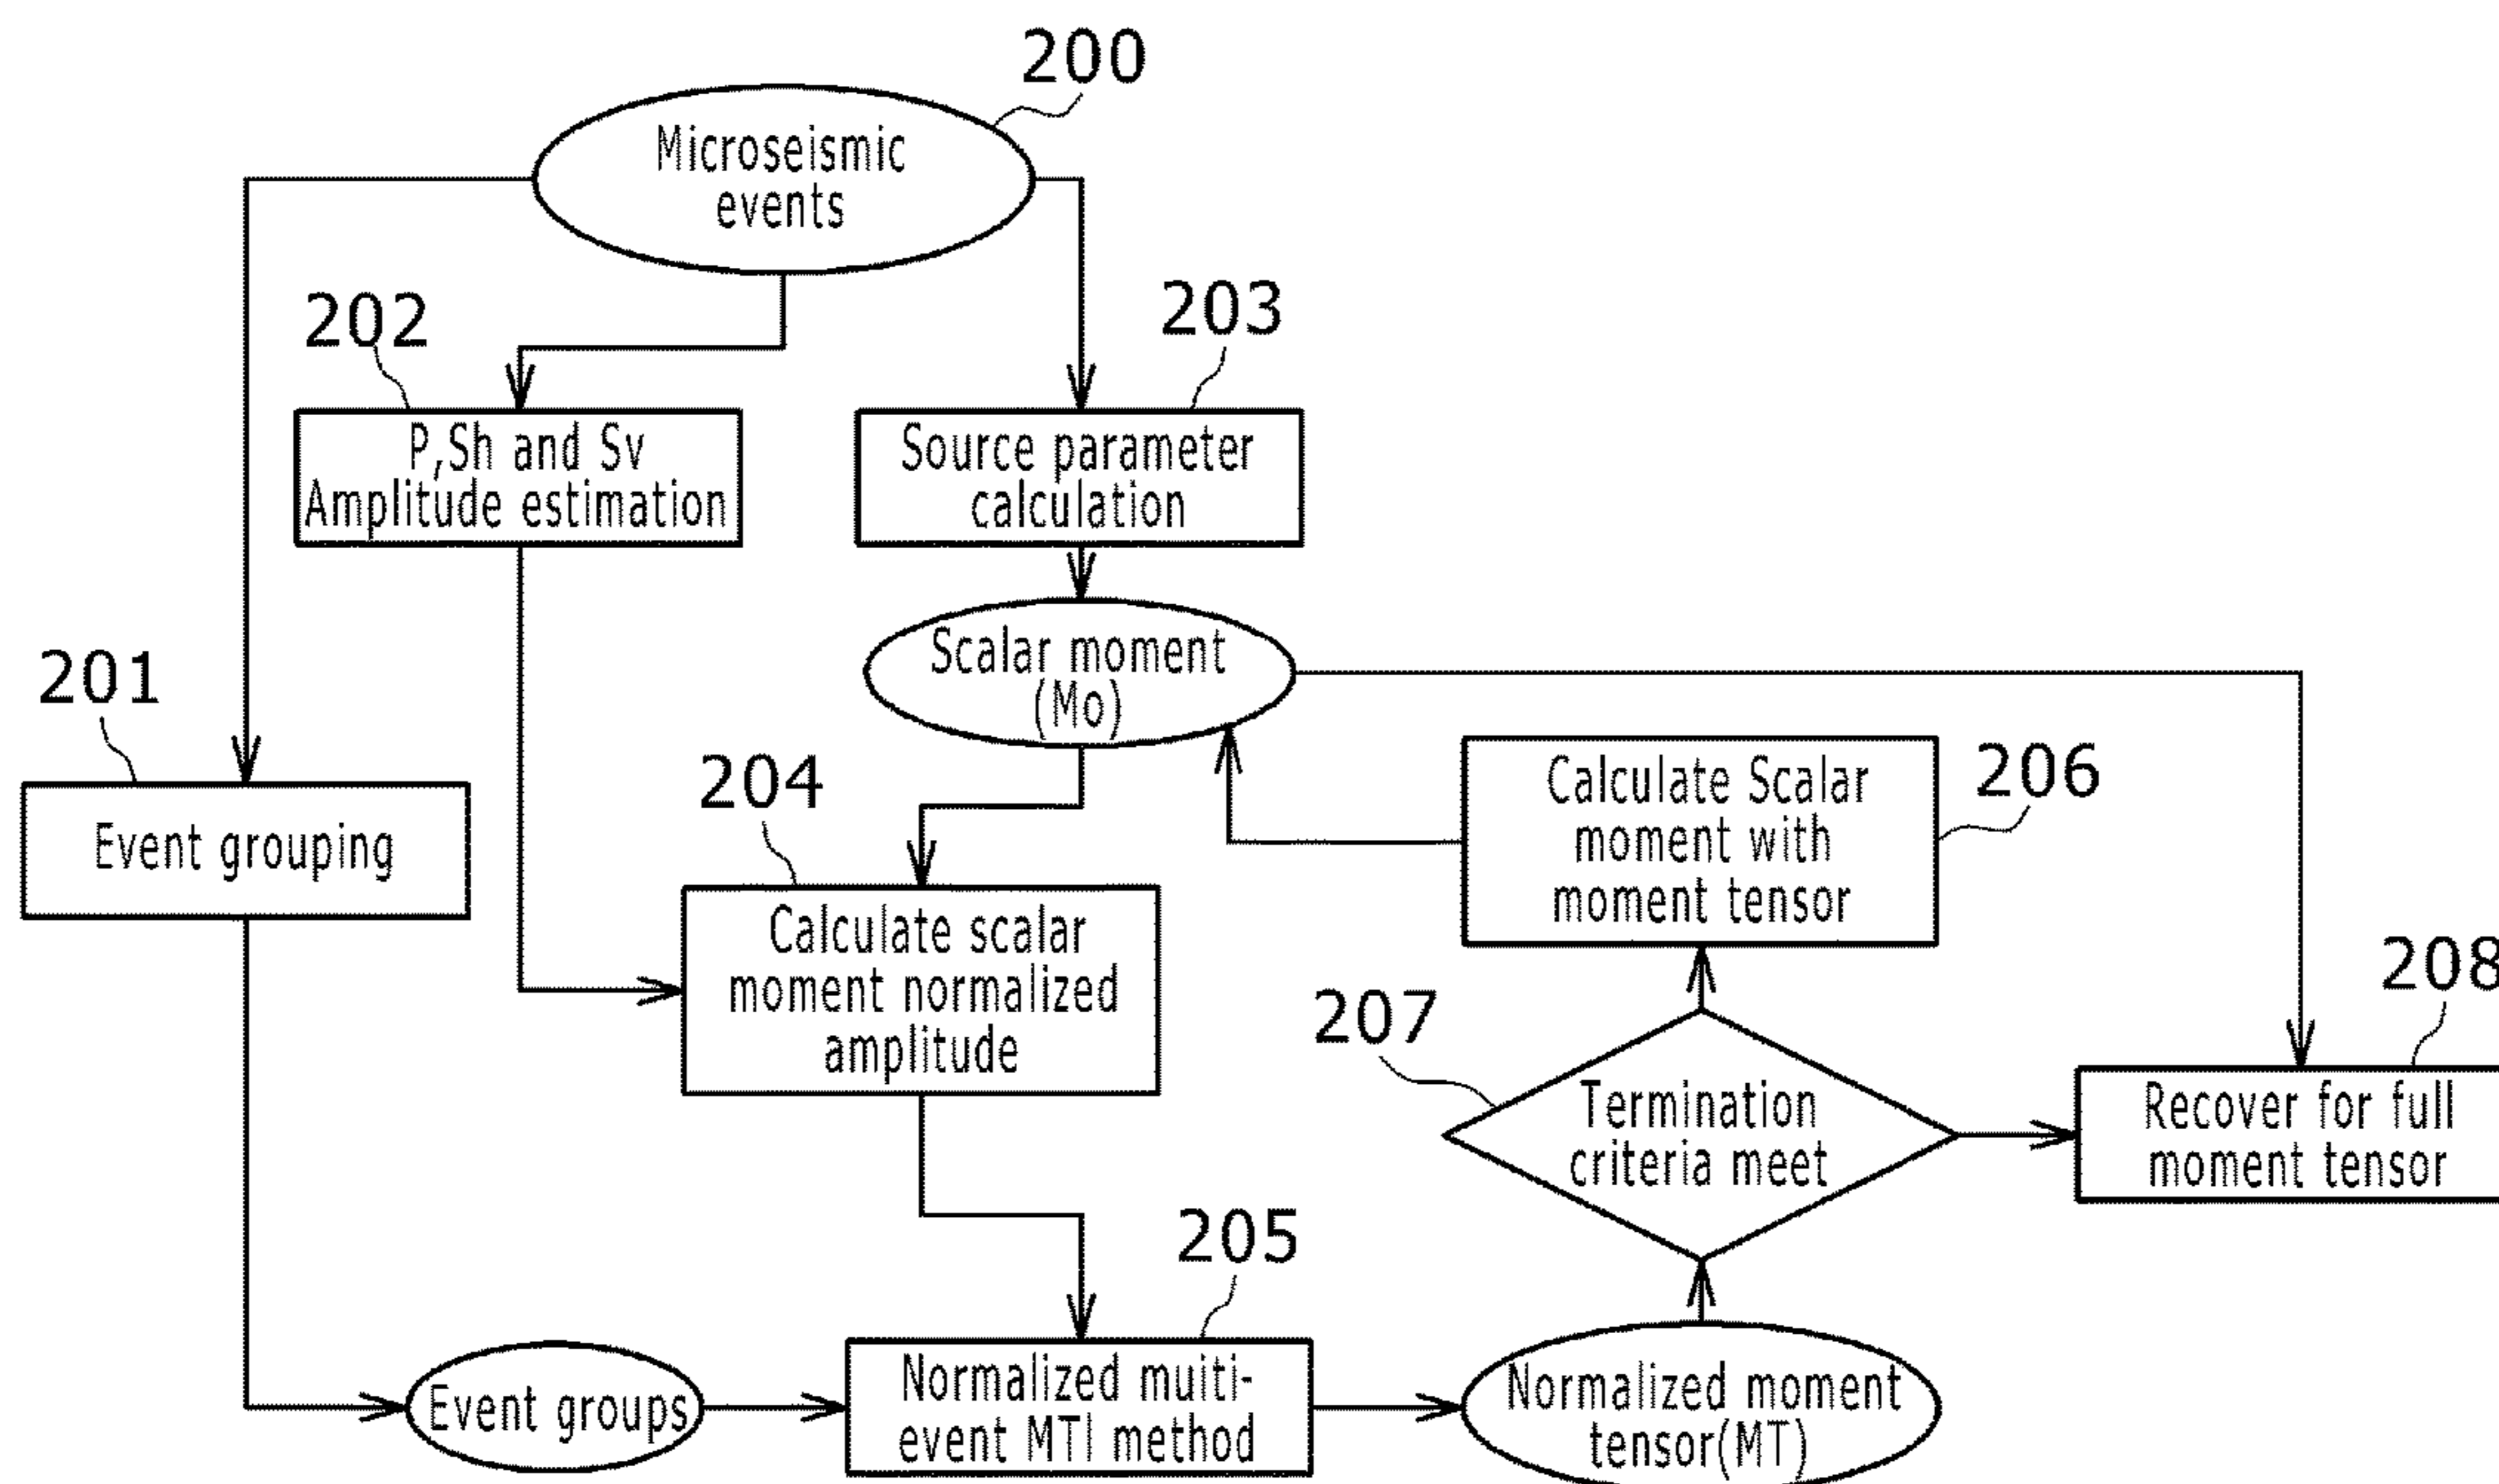 200
Microseismic
events
202
203
P,Sh and Sv
Amplitude estimation
Source parameter
calculation
201
Scalar moment
(Mo)
204
206
Event grouping
Calculate Scalar
moment with
moment tensor
Calculate scalar
moment normalized
amplitude
207
208
Termination
criteria meet
Recover for full
moment tensor
205
Event groups
Normalized muiti-
event MTI method
Normalized moment
tensor(MT)